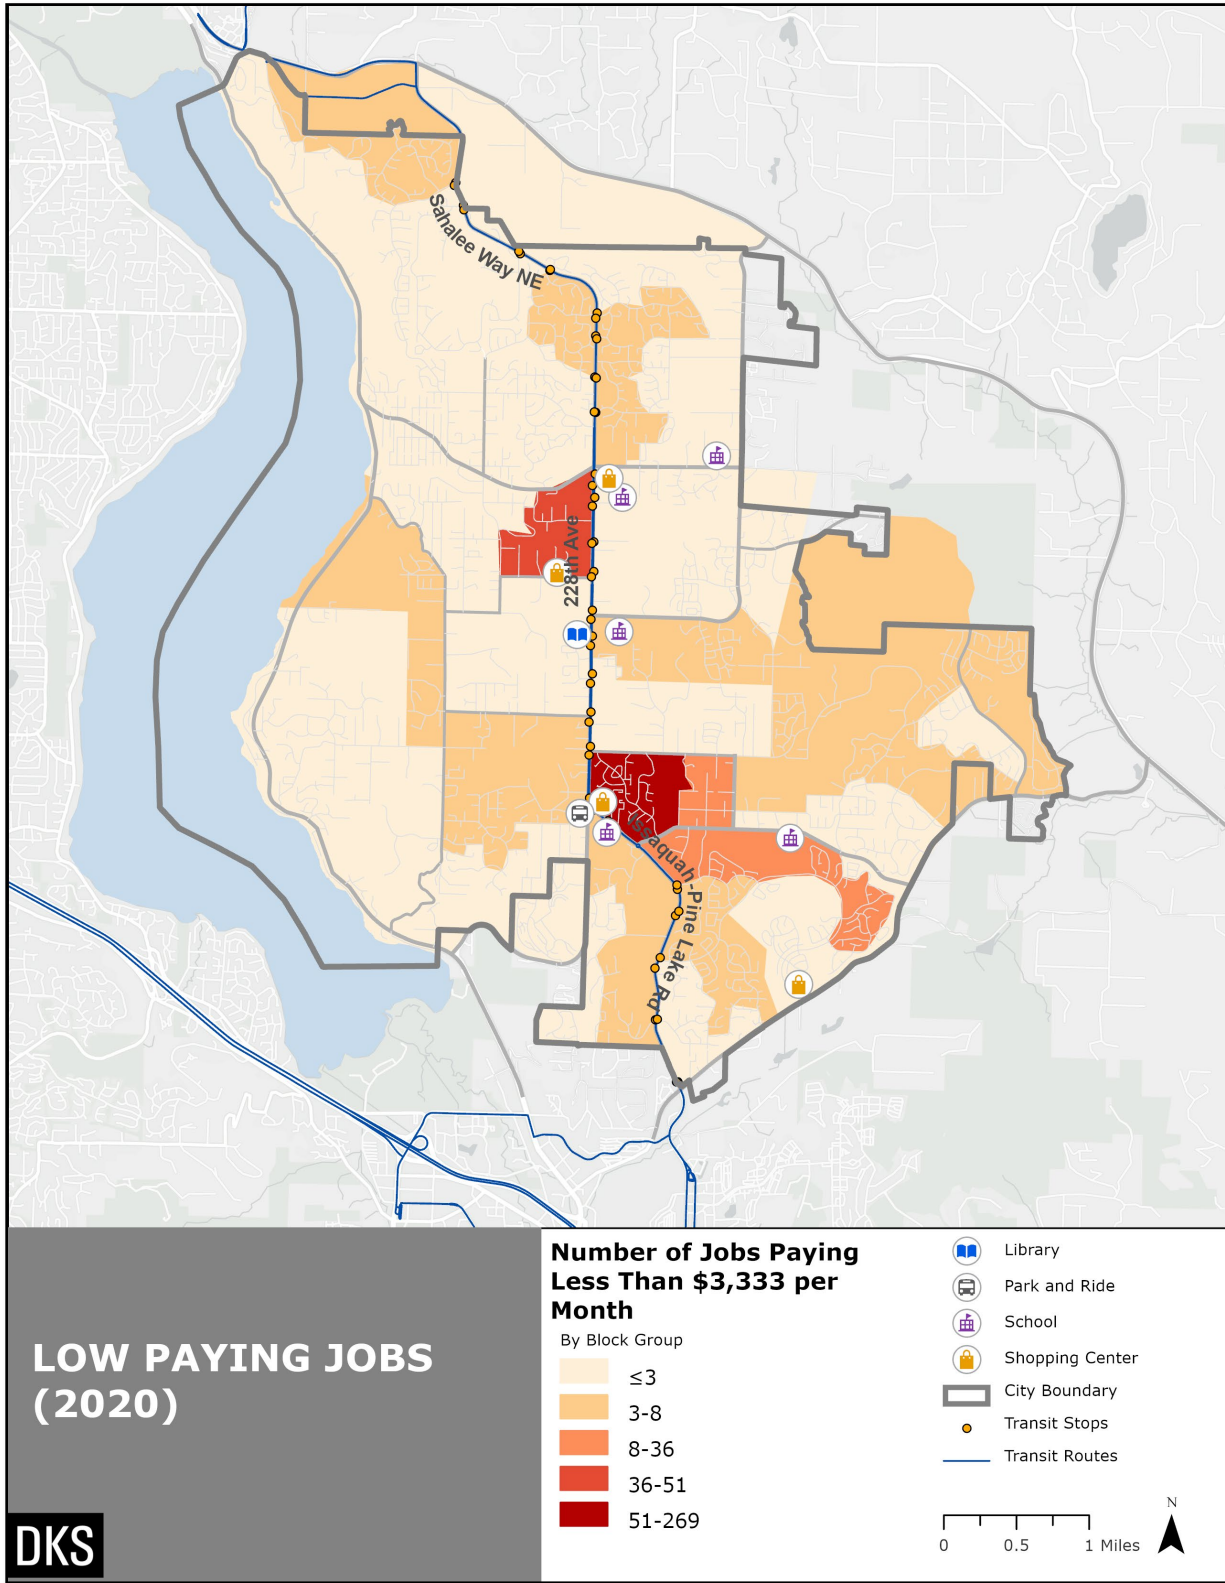 Sahalee Way NE
228th Ave
Issaquah-Pine Lake Rd
LOW PAYING JOBS
(2020)
DKS
Number of Jobs Paying
Less Than $3,333 per
Month
By Block Group
≤3
3-8
8-36
36-51
51-269
Library
Park and Ride
School
Shopping Center
City Boundary
Transit Stops
Transit Routes
N
0 0.5 1 Miles